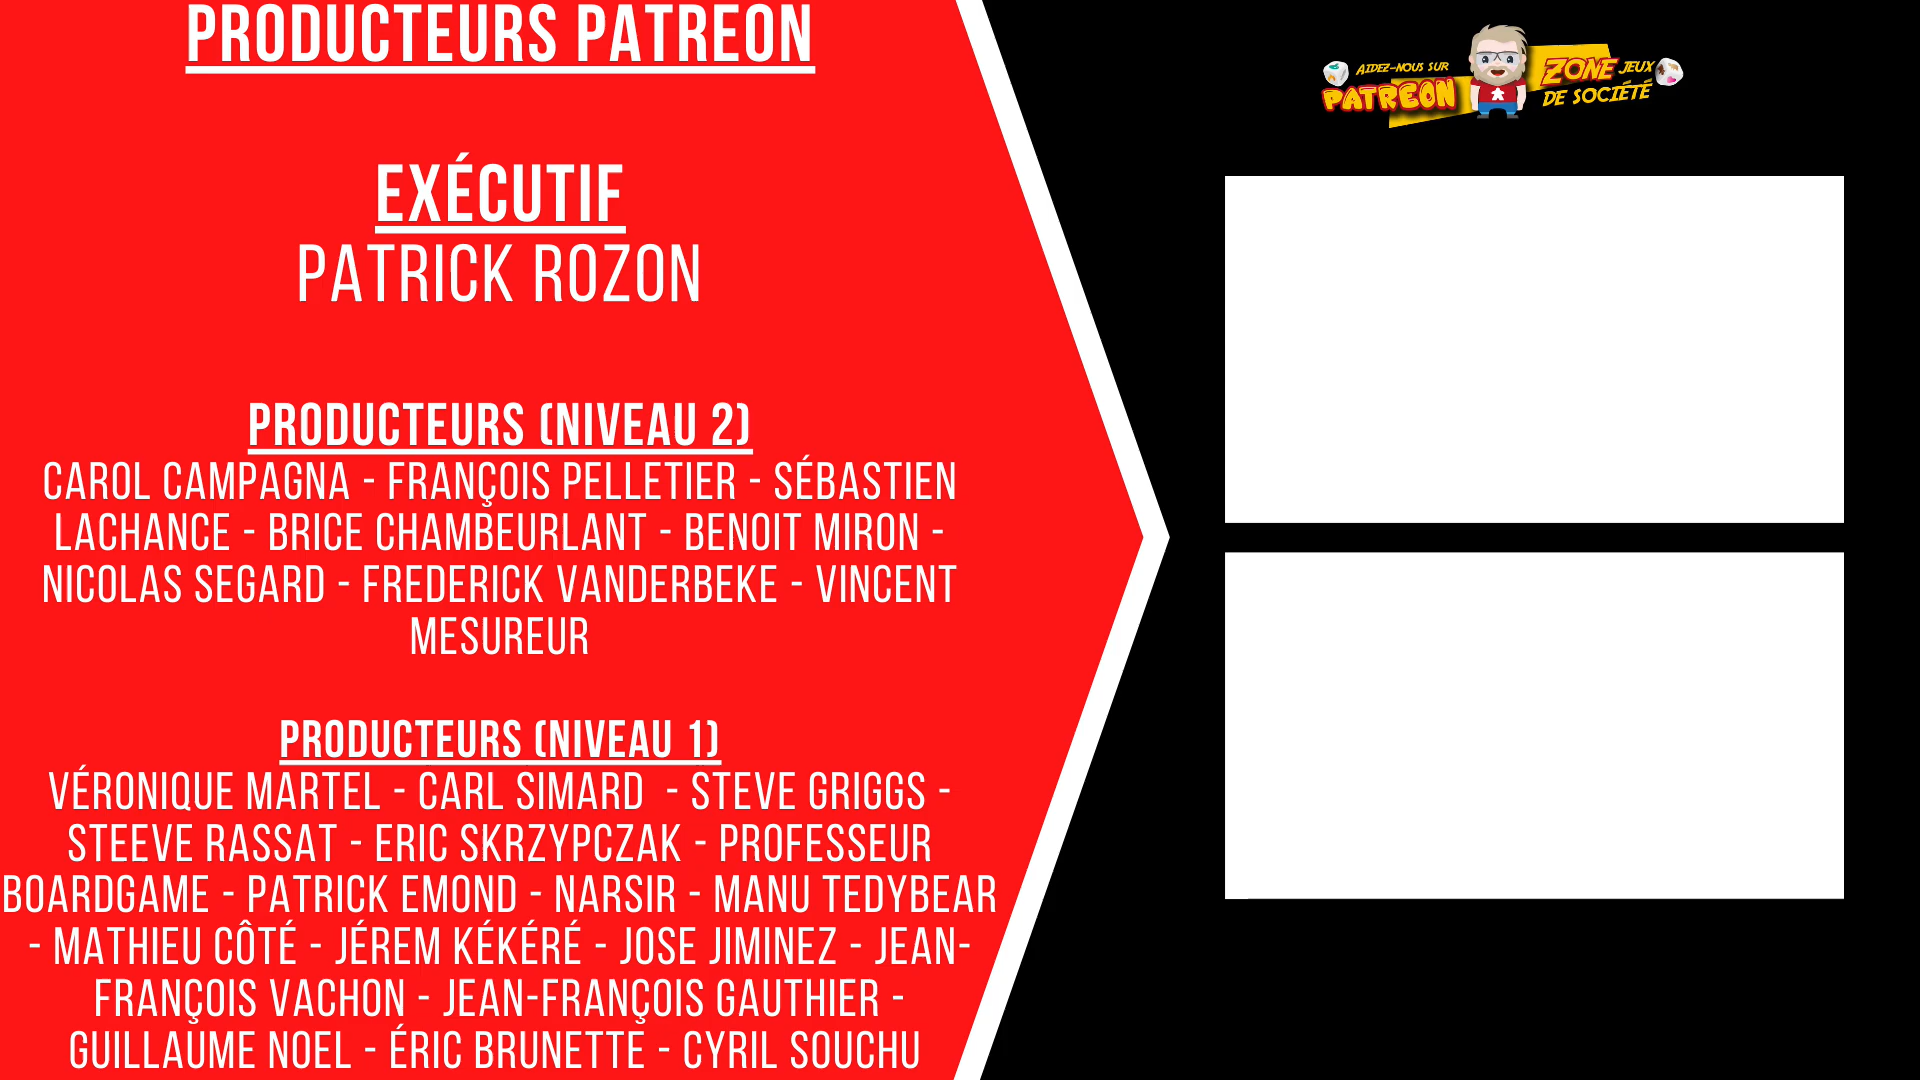 PRODUCTEURS PATREON
EXÉCUTIF
PATRICK ROZON
PRODUCTEURS (NIVEAU 2)
CAROL CAMPAGNA - FRANÇOIS PELLETIER - SÉBASTIEN
LACHANCE - BRICE CHAMBEURLANT - BENOIT MIRON -
NICOLAS SEGARD - FREDERICK VANDERBEKE - VINCENT
MESUREUR
PRODUCTEURS (NIVEAU 1)
VÉRONIQUE MARTEL - CARL SIMARD - STEVE GRIGGS -
STEEVE RASSAT - ERIC SKRZYPCZAK - PROFESSEUR
BOARDGAME - PATRICK EMOND - NARSIR - MANU TEDYBEAR
- MATHIEU CÔTÉ - JÉREM KÉKÉRÉ - JOSE JIMINEZ - JEAN-
FRANÇOIS VACHON - JEAN-FRANÇOIS GAUTHIER -
GUILLAUME NOEL - ÉRIC BRUNETTE - CYRIL SOUCHU
AIDEZ-NOUS SUR
PATREON
ZONE JEUX
DE SOCIÉTÉ